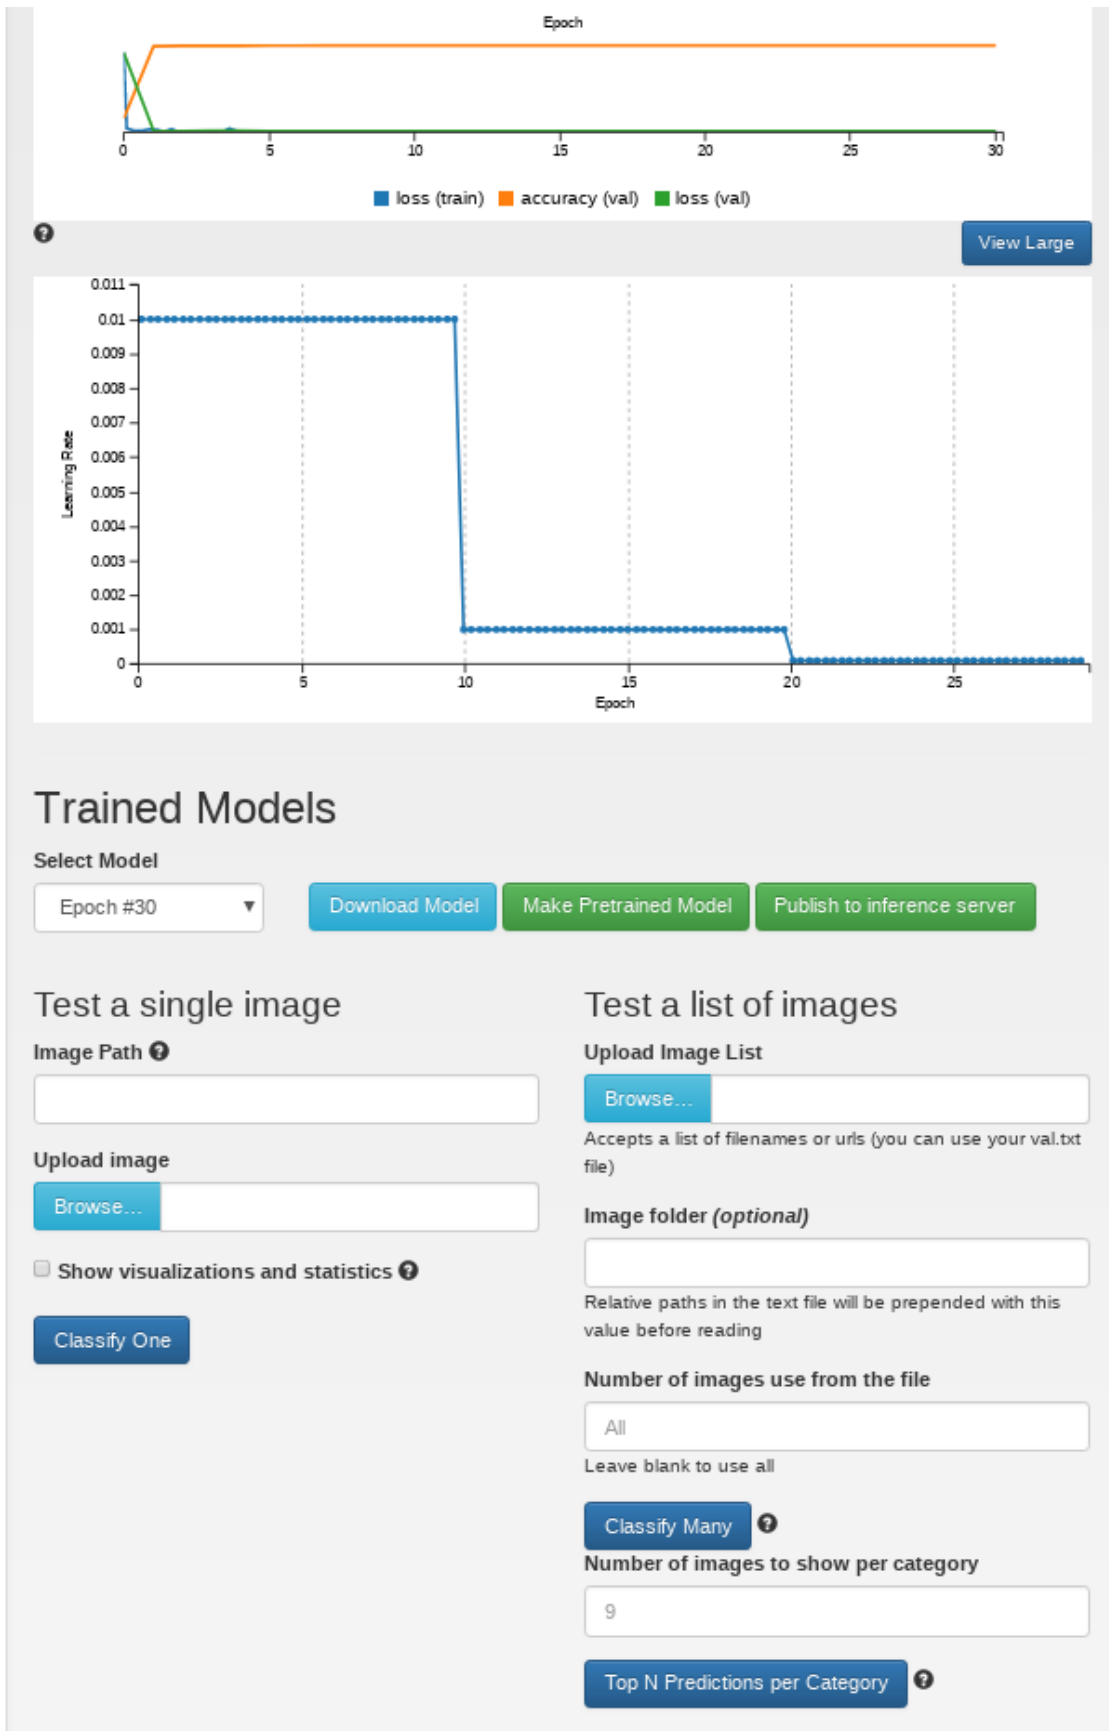 Epoch
0 5 10 15 20 25 30
loss (train) accuracy (val) loss (val)
?
View Large
0.011
0.01
0.009
0.008
0.007
0.006
0.005
0.004
0.003
0.002
0.001
0
Learning Rate
0 5 10 15 20 25
Epoch
Trained Models
Select Model
Epoch #30 ▼
Download Model
Make Pretrained Model
Publish to inference server
Test a single image
Image Path ?
Upload image
Browse...
Show visualizations and statistics ?
Classify One
Test a list of images
Upload Image List
Browse...
Accepts a list of filenames or urls (you can use your val.txt
file)
Image folder (optional)
Relative paths in the text file will be prepended with this
value before reading
Number of images use from the file
All
Leave blank to use all
Classify Many ?
Number of images to show per category
9
Top N Predictions per Category ?